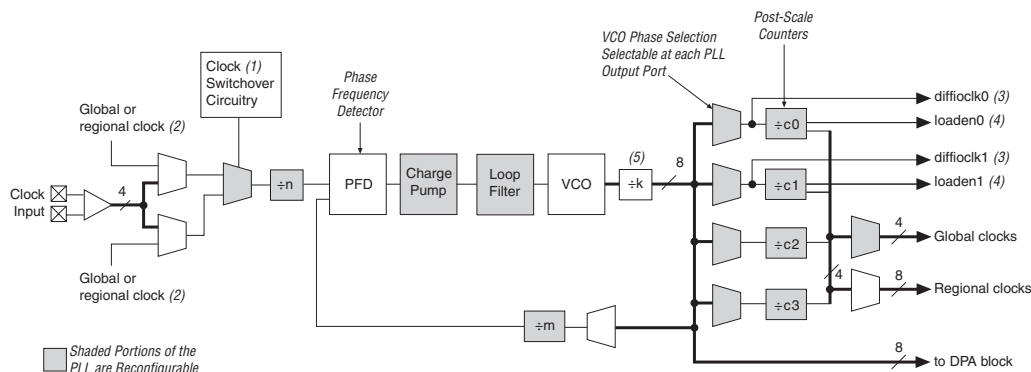 Post-Scale
Counters
VCO Phase Selection
Selectable at each PLL
Output Port
Clock (1)
Switchover
Circuitry
Phase
Frequency
Detector
Global or
regional clock (2)
diffioclk0 (3)
loaden0 (4)
÷c0
(5)
8
diffioclk1 (3)
loaden1 (4)
÷c1
Clock
Input
4
÷n
PFD
Charge
Pump
Loop
Filter
VCO
÷k
÷c2
4
Global clocks
Global or
regional clock (2)
4
8
Regional clocks
÷c3
÷m
8
to DPA block
Shaded Portions of the
PLL are Reconfigurable